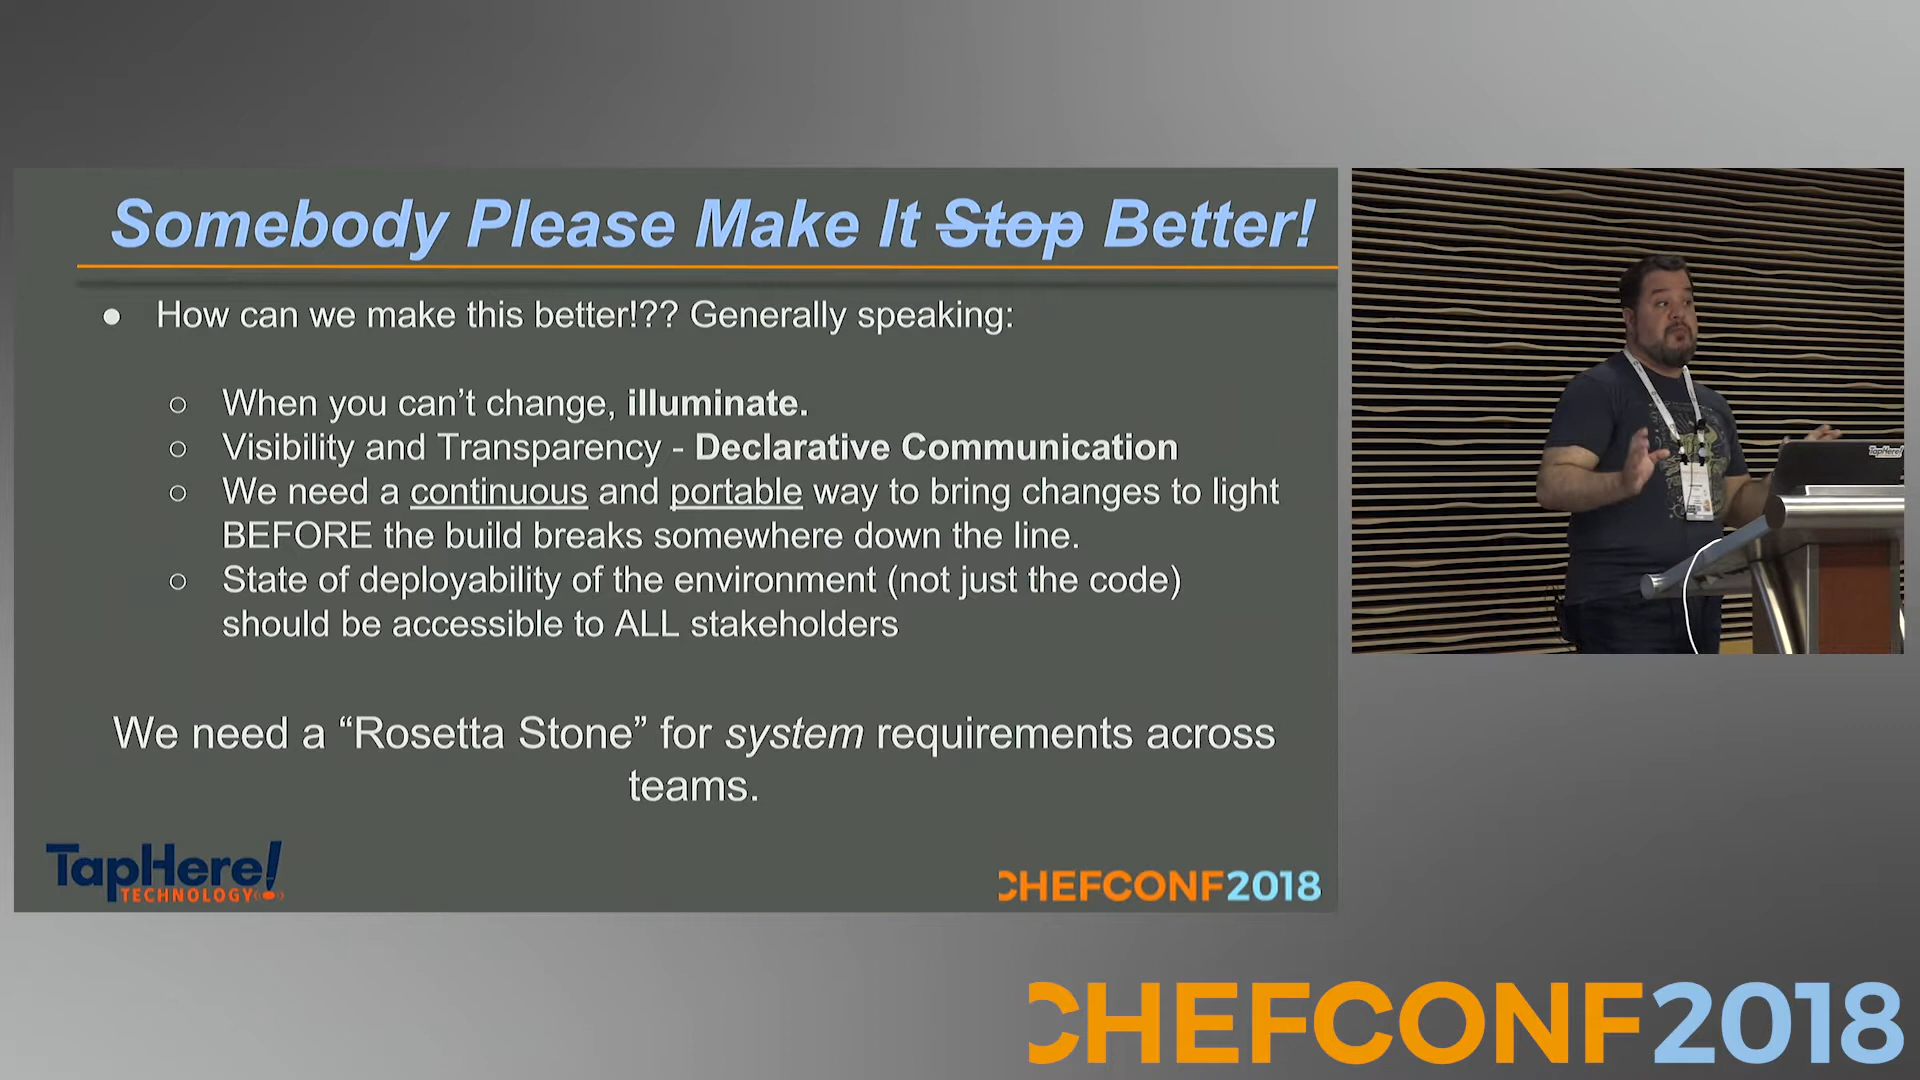 Somebody Please Make It Stop Better!
● How can we make this better!?? Generally speaking:
○ When you can’t change, illuminate.
○ Visibility and Transparency - Declarative Communication
○ We need a continuous and portable way to bring changes to light
BEFORE the build breaks somewhere down the line.
○ State of deployability of the environment (not just the code)
should be accessible to ALL stakeholders
We need a “Rosetta Stone” for system requirements across
teams.
TapHere!
TECHNOLOGY
CHEFCONF2018
TapHere!
CHEFCONF2018